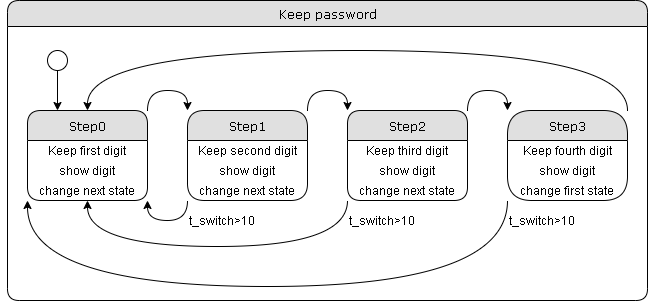 Keep password
Step0
Keep first digit
show digit
change next state
Step1
Keep second digit
show digit
change next state
Step2
Keep third digit
show digit
change next state
Step3
Keep fourth digit
show digit
change first state
t_switch>10
t_switch>10
t_switch>10